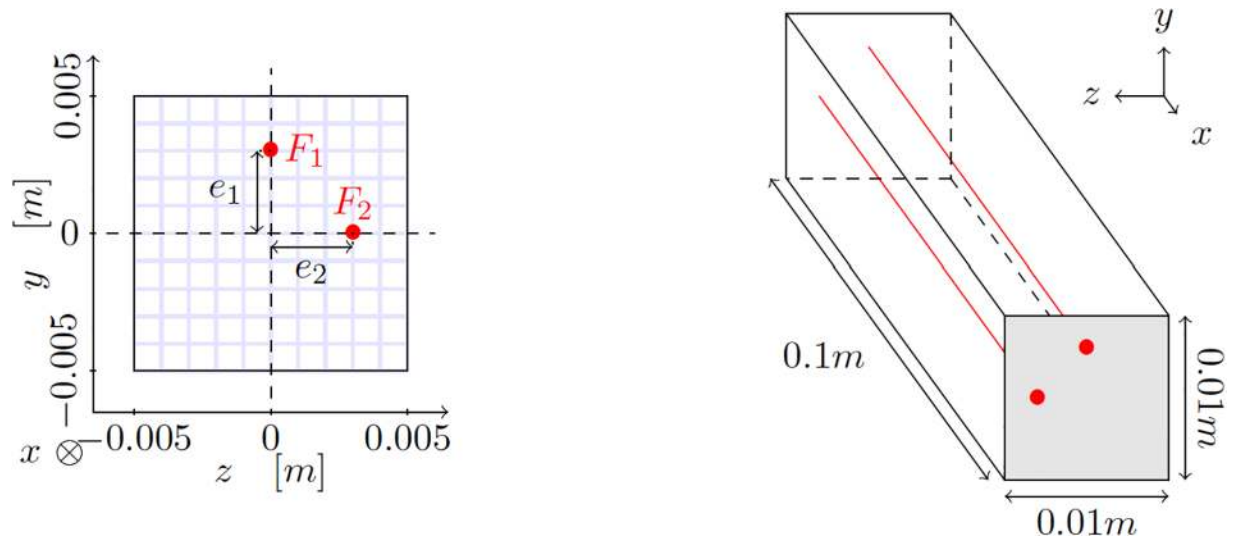 0.005
0
−0.005
y [m]
F₁
e₁
F₂
e₂
x ⊗
−0.005 0 0.005
z [m]
y
z
x
0.1m
0.01m
0.01m